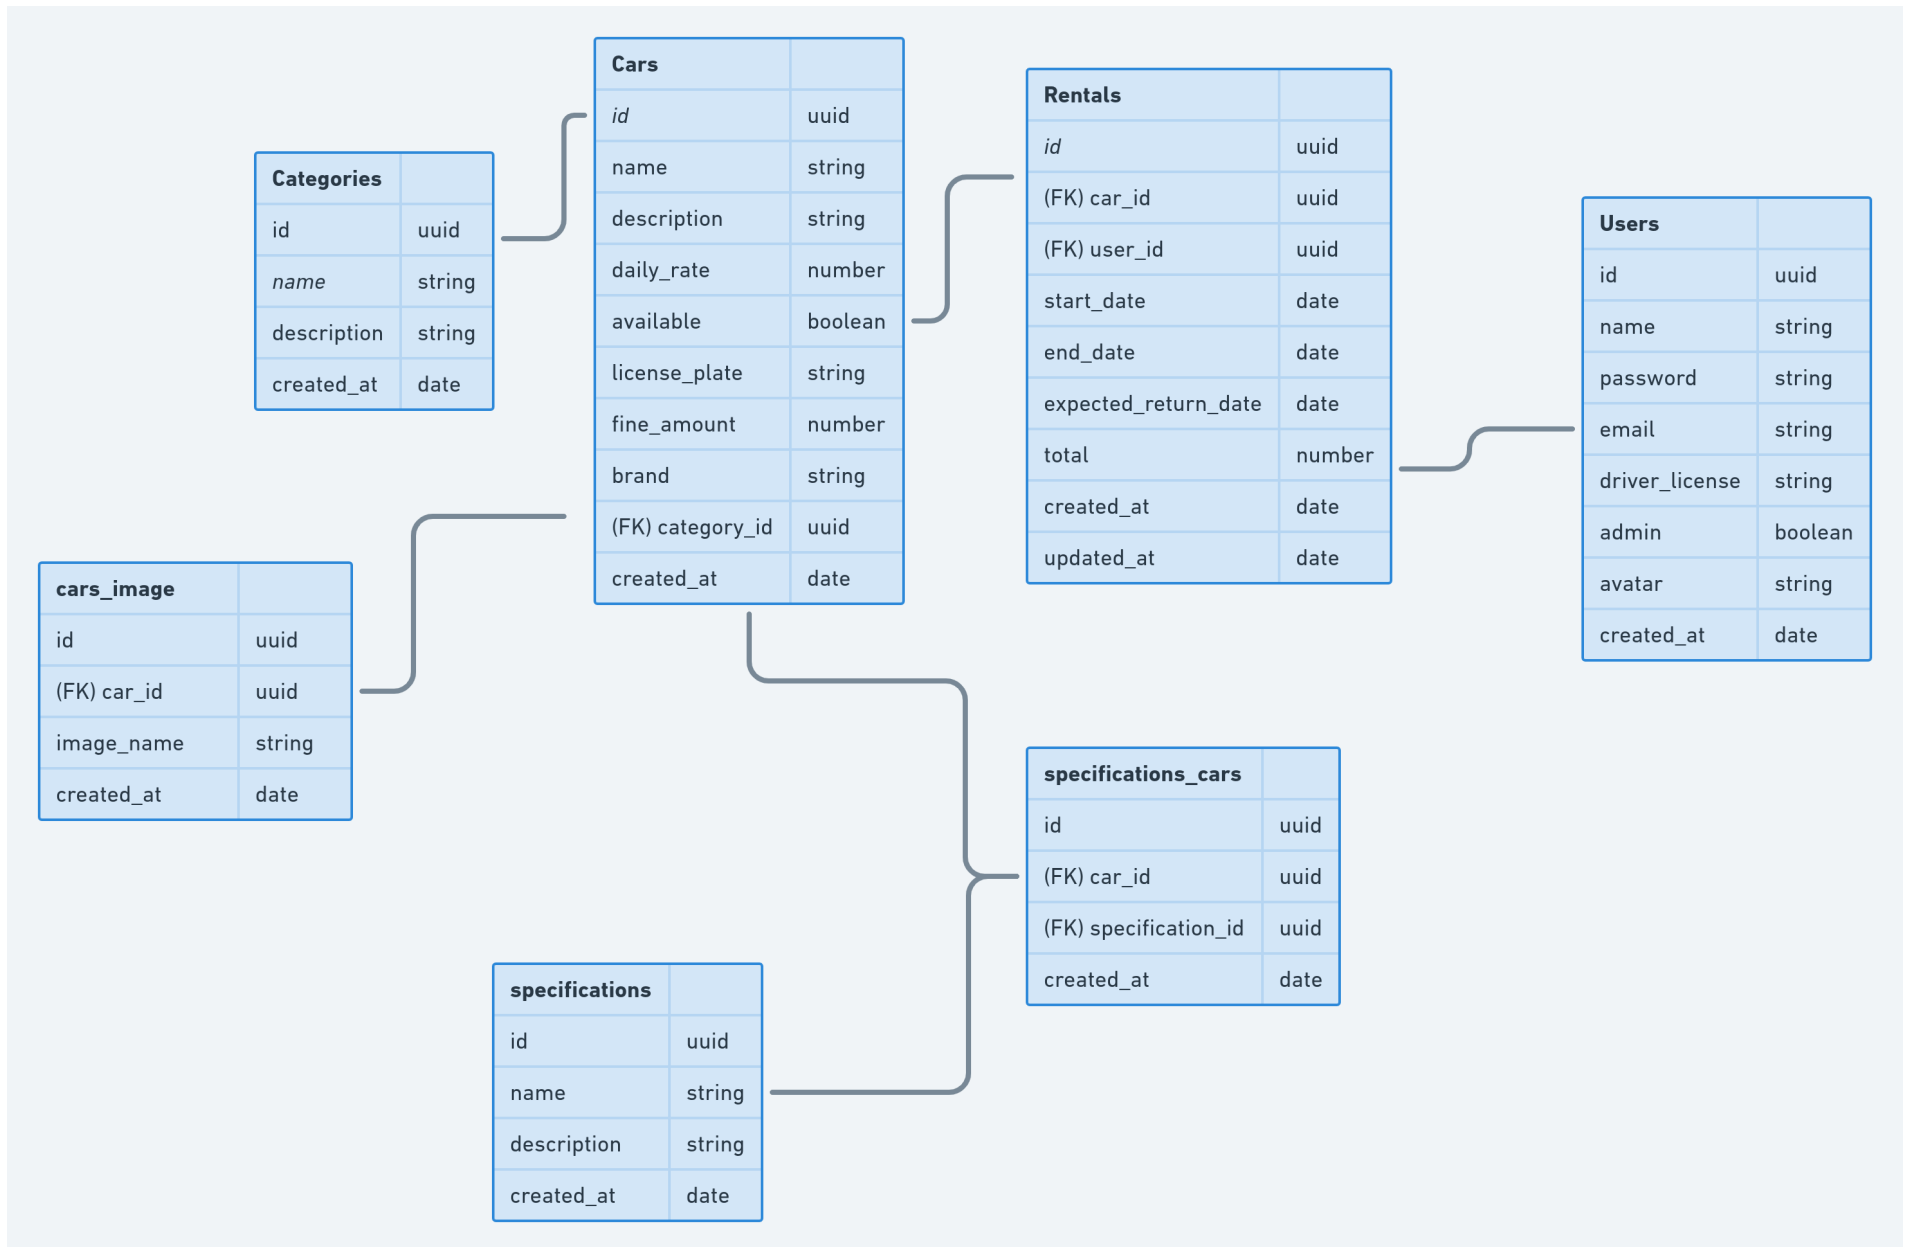 Cars
id uuid
name string
description string
daily_rate number
available boolean
license_plate string
fine_amount number
brand string
(FK) category_id uuid
created_at date
Rentals
id uuid
(FK) car_id uuid
(FK) user_id uuid
start_date date
end_date date
expected_return_date date
total number
created_at date
updated_at date
Categories
id uuid
name string
description string
created_at date
Users
id uuid
name string
password string
email string
driver_license string
admin boolean
avatar string
created_at date
cars_image
id uuid
(FK) car_id uuid
image_name string
created_at date
specifications_cars
id uuid
(FK) car_id uuid
(FK) specification_id uuid
created_at date
specifications
id uuid
name string
description string
created_at date